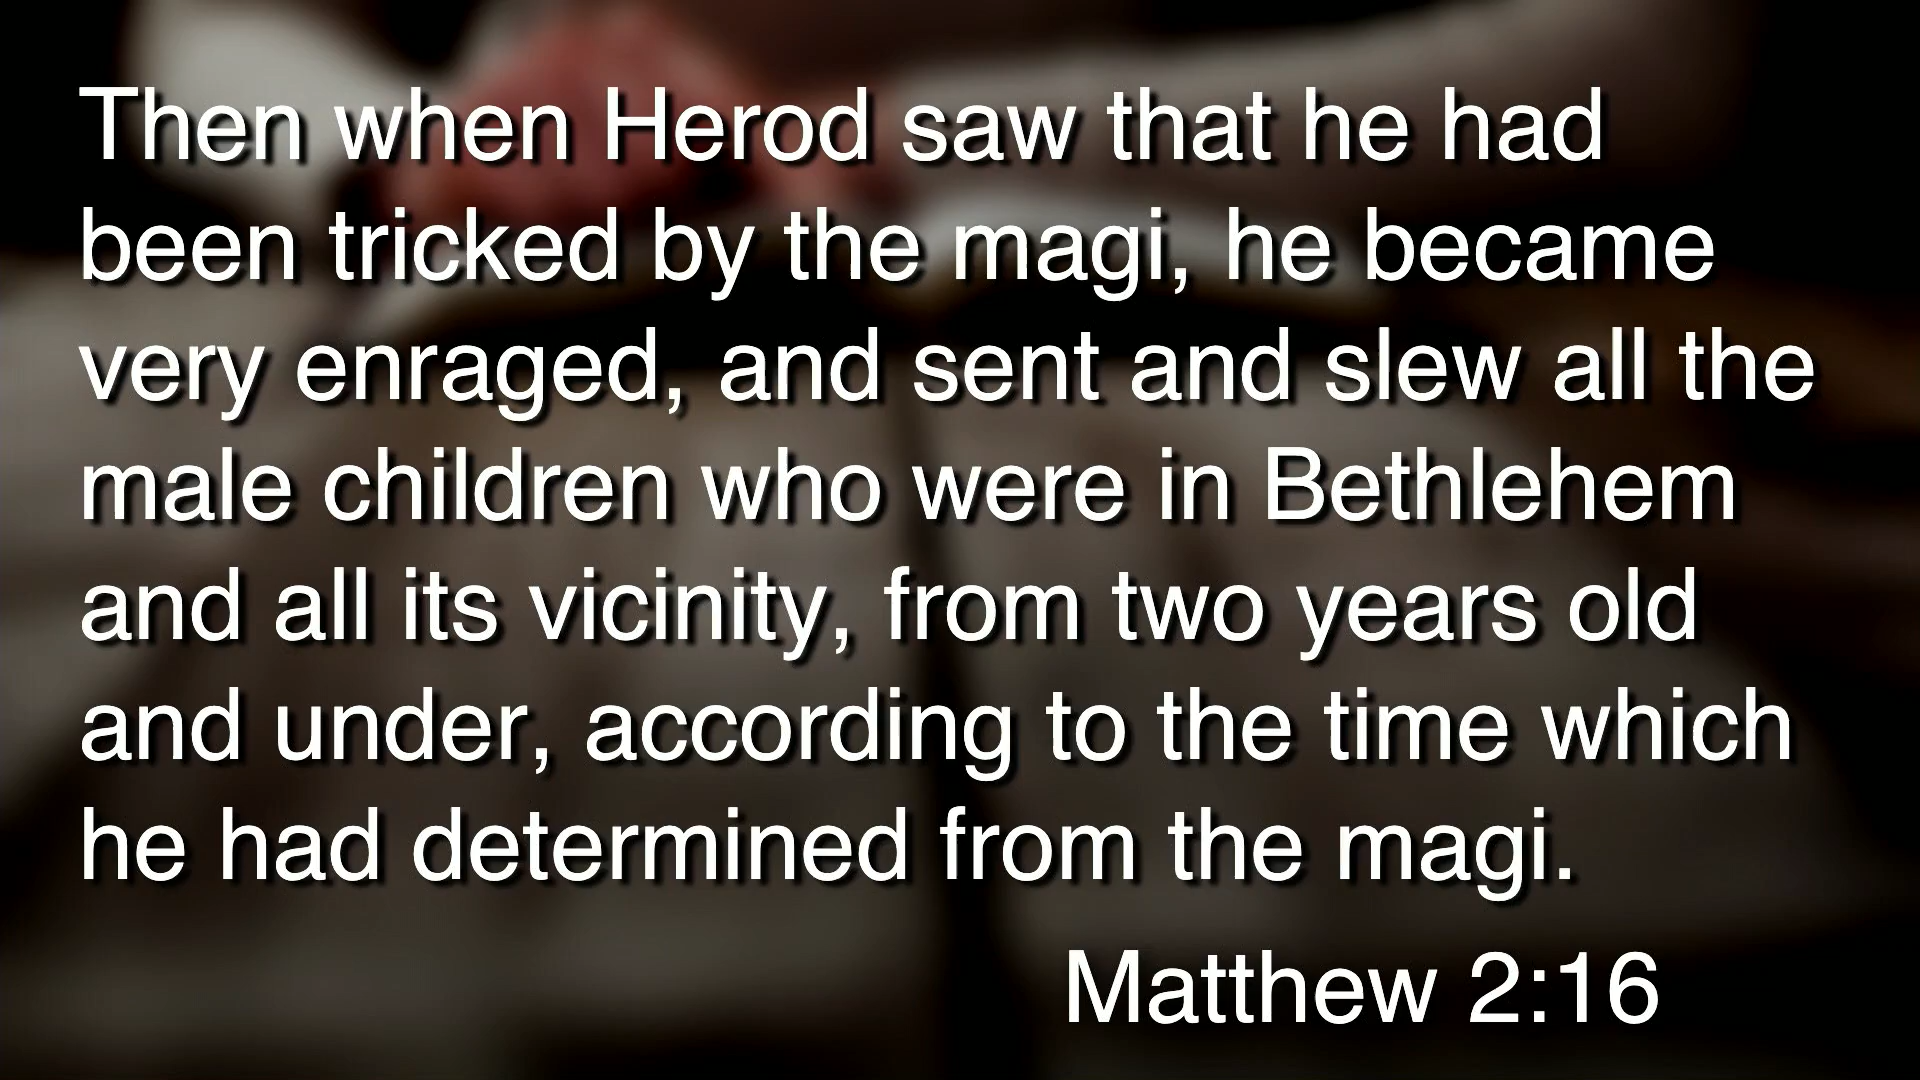 Then when Herod saw that he had
been tricked by the magi, he became
very enraged, and sent and slew all the
male children who were in Bethlehem
and all its vicinity, from two years old
and under, according to the time which
he had determined from the magi.
Matthew 2:16